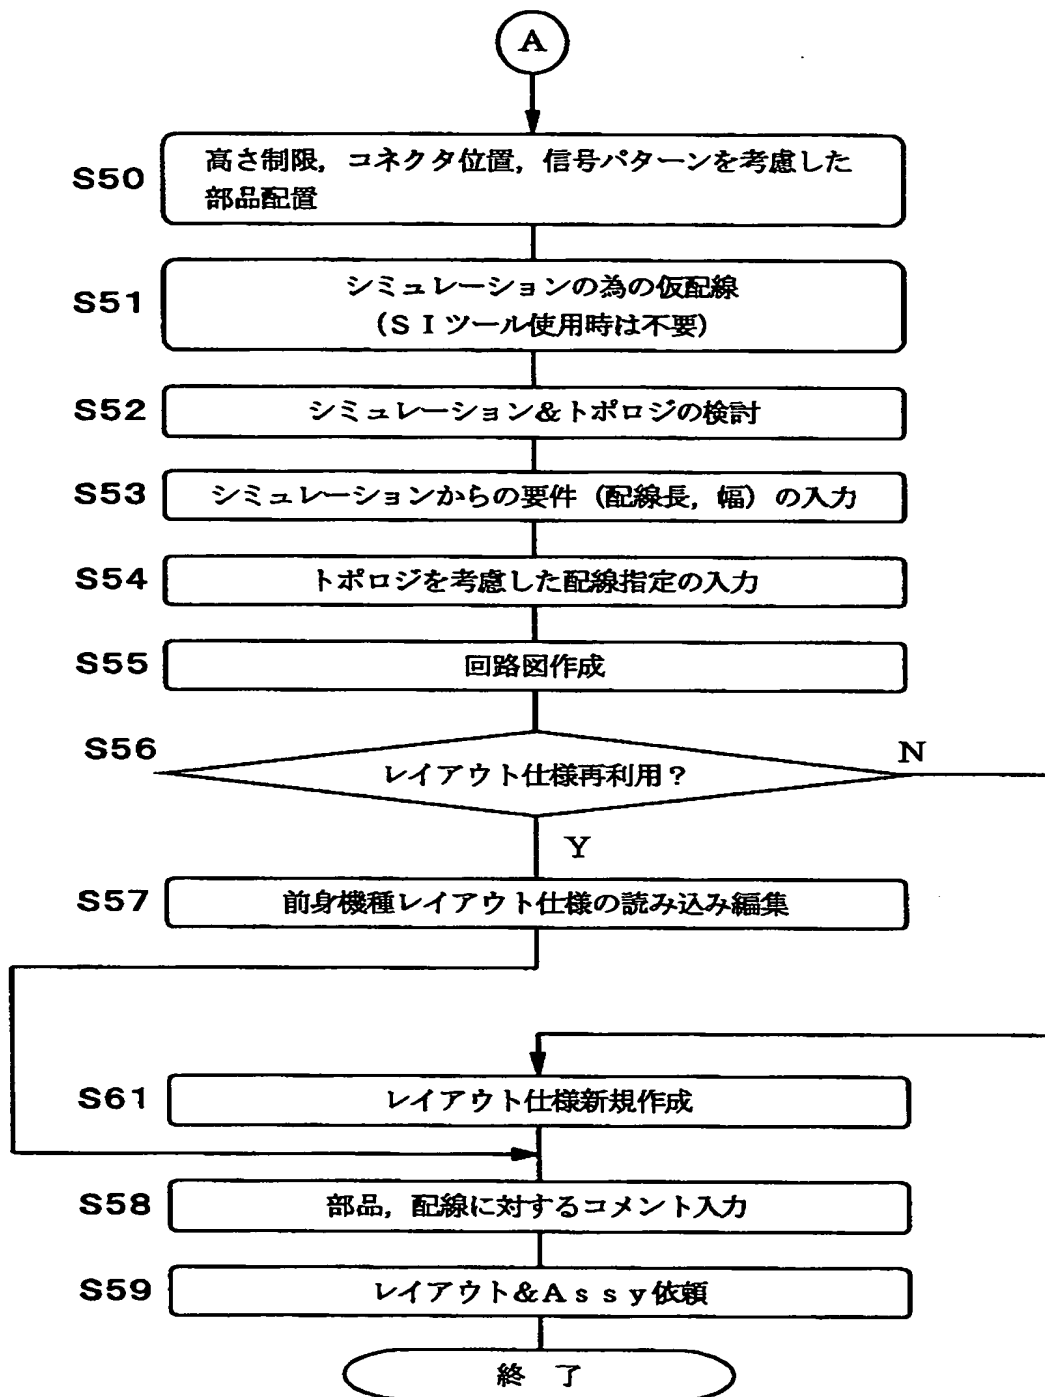 A
S50
高さ制限，コネクタ位置，信号パターンを考慮した
部品配置
S51
シミュレーションの為の仮配線
（ＳＩツール使用時は不要）
S52
シミュレーション＆トポロジの検討
S53
シミュレーションからの要件（配線長，幅）の入力
S54
トポロジを考慮した配線指定の入力
S55
回路図作成
S56
レイアウト仕様再利用？
N
Y
S57
前身機種レイアウト仕様の読み込み編集
S61
レイアウト仕様新規作成
S58
部品，配線に対するコメント入力
S59
レイアウト＆Ａｓｓｙ依頼
終 了